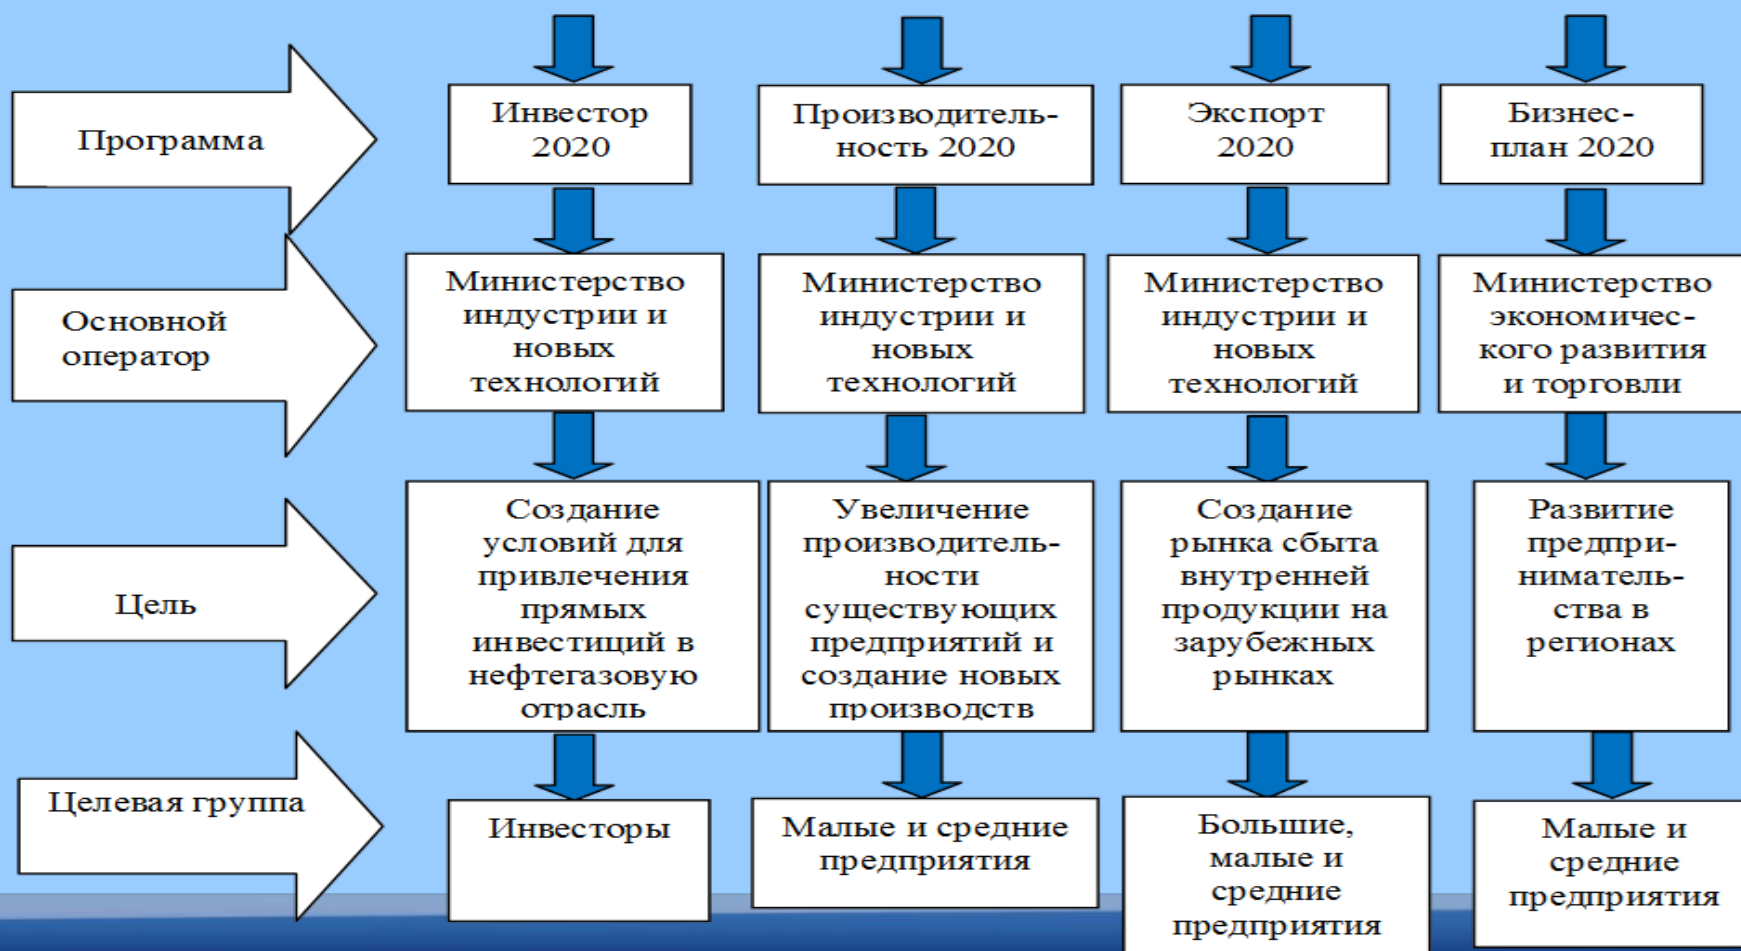 Программа
Инвестор
2020
Производитель-
ность 2020
Экспорт
2020
Бизнес-
план 2020
Основной
оператор
Министерство
индустрии и
новых
технологий
Министерство
индустрии и
новых
технологий
Министерство
индустрии и
новых
технологий
Министерство
экономичес-
кого развития
и торговли
Цель
Создание
условий для
привлечения
прямых
инвестиций в
нефтегазовую
отрасль
Увеличение
производитель-
ности
существующих
предприятий и
создание новых
производств
Создание
рынка сбыта
внутренней
продукции на
зарубежных
рынках
Развитие
предпри-
ниматель-
ства в
регионах
Целевая группа
Инвесторы
Малые и средние
предприятия
Большие,
малые и
средние
предприятия
Малые и
средние
предприятия